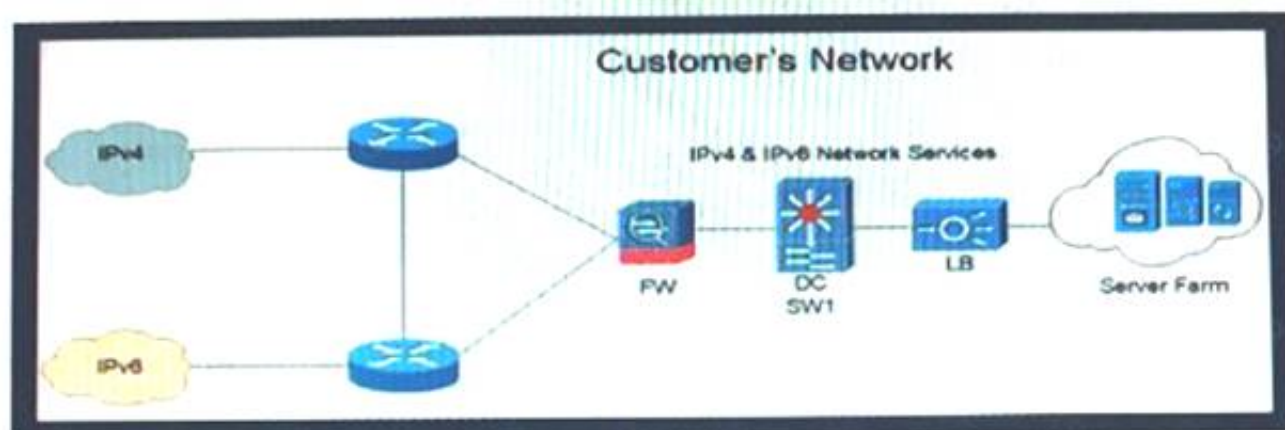 Customer's Network
IPv4
IPv4 & IPv6 Network Services
FW
DC
SW1
LB
Server Farm
IPv6